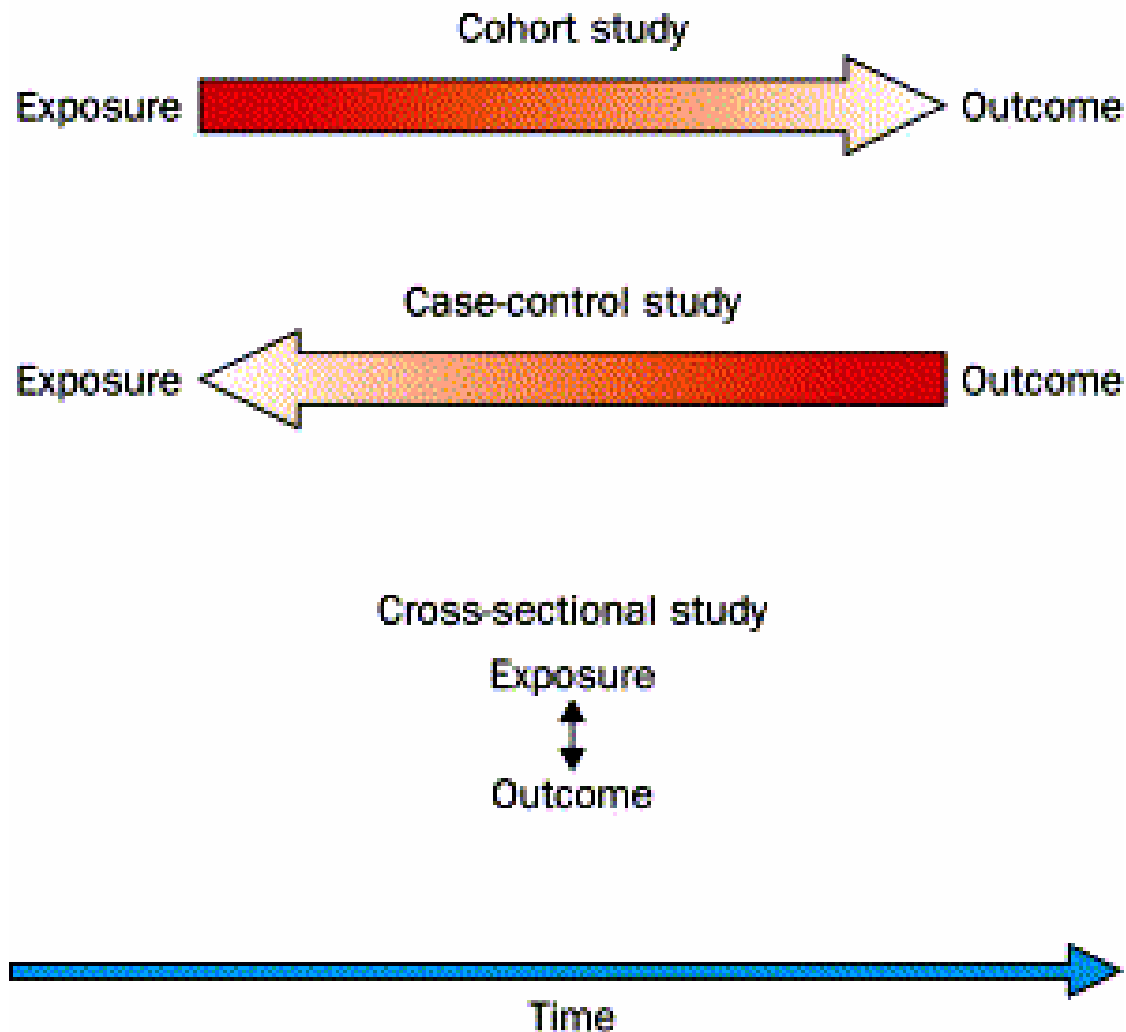 Cohort study
Exposure
Outcome
Case-control study
Exposure
Outcome
Cross-sectional study
Exposure
Outcome
Time